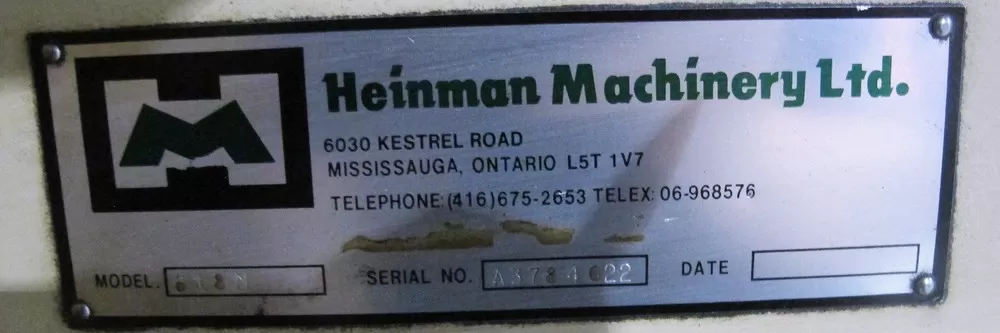 Heinman Machinery Ltd.
6030 KESTREL ROAD
MISSISSAUGA, ONTARIO L5T 1V7
TELEPHONE: (416) 675-2653 TELEX: 06-968576
MODEL. SERIAL NO. A3784022 DATE